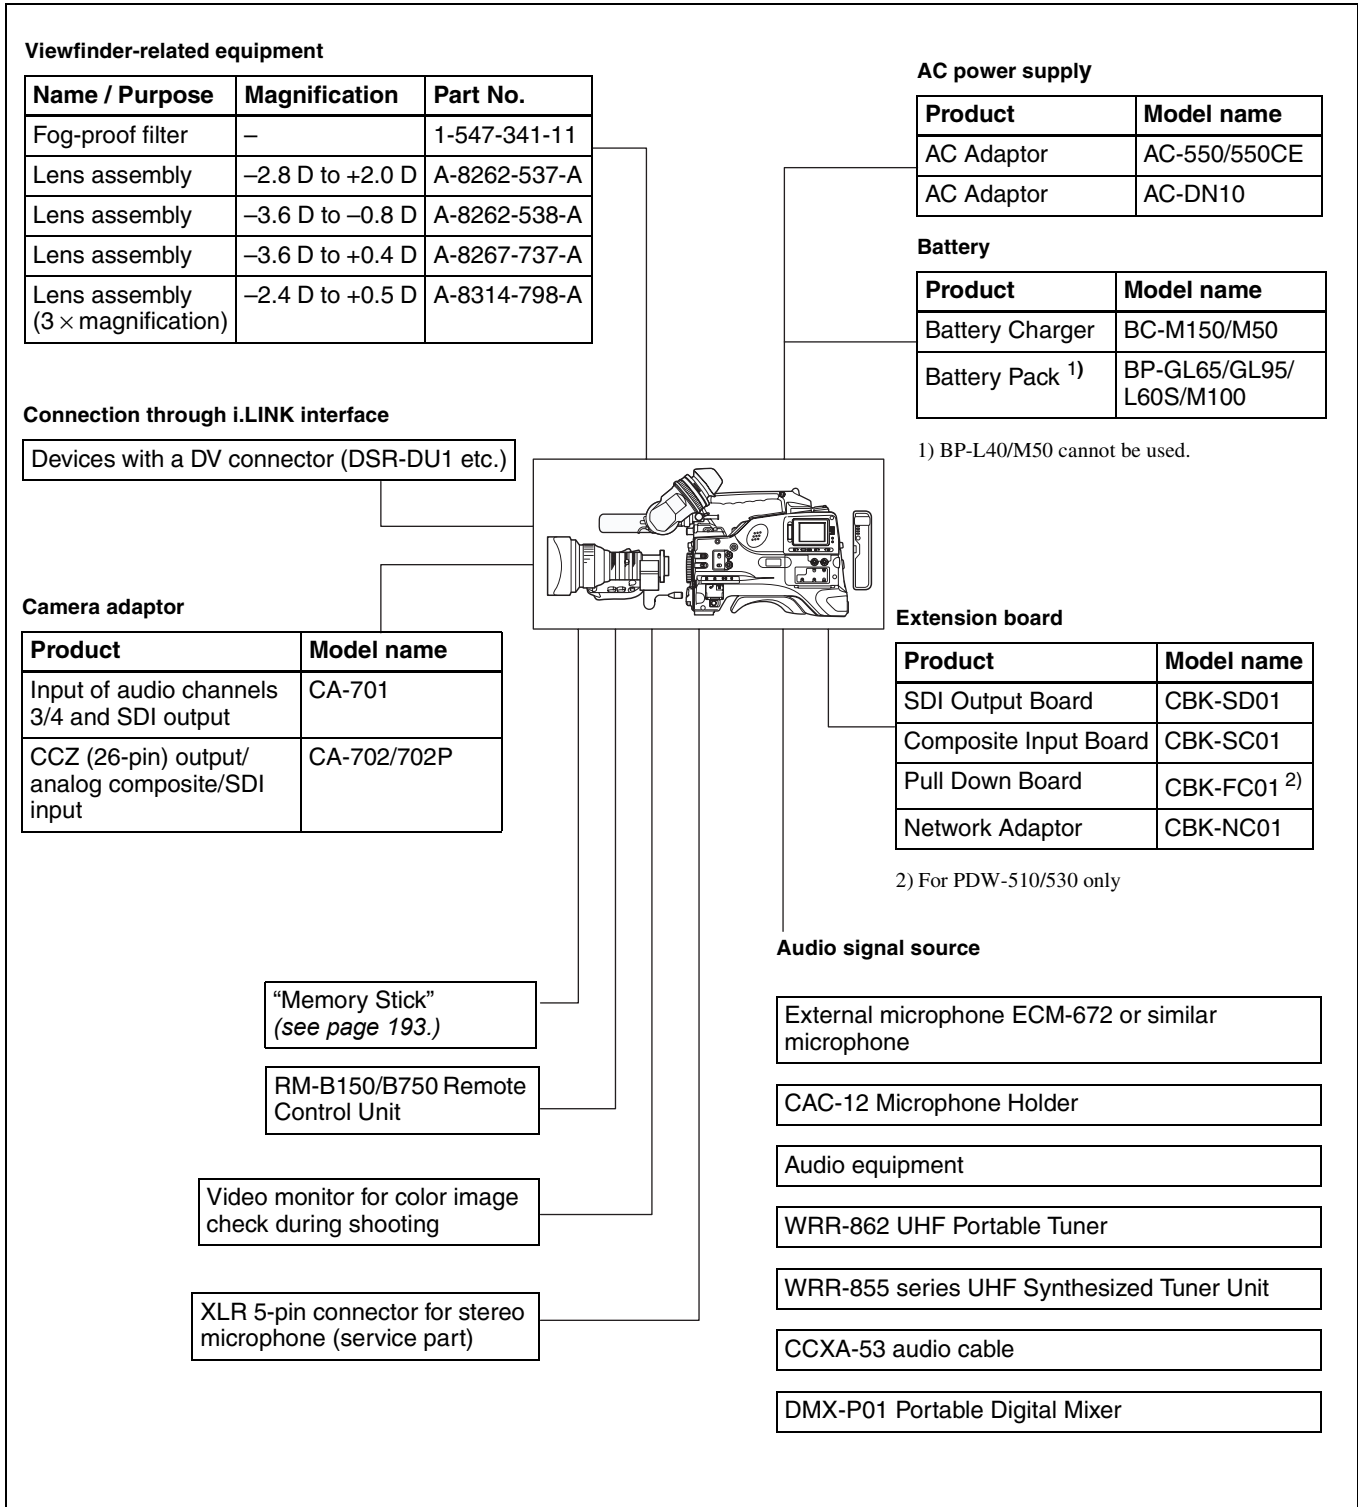 Viewfinder-related equipment
Name / Purpose Magnification Part No.
Fog-proof filter – 1-547-341-11
Lens assembly –2.8 D to +2.0 D A-8262-537-A
Lens assembly –3.6 D to –0.8 D A-8262-538-A
Lens assembly –3.6 D to +0.4 D A-8267-737-A
Lens assembly –2.4 D to +0.5 D A-8314-798-A
(3 × magnification)
AC power supply
Product Model name
AC Adaptor AC-550/550CE
AC Adaptor AC-DN10
Battery
Product Model name
Battery Charger BC-M150/M50
Battery Pack 1) BP-GL65/GL95/
L60S/M100
1) BP-L40/M50 cannot be used.
Connection through i.LINK interface
Devices with a DV connector (DSR-DU1 etc.)
Camera adaptor
Product Model name
Input of audio channels CA-701
3/4 and SDI output
CCZ (26-pin) output/ CA-702/702P
analog composite/SDI
input
Extension board
Product Model name
SDI Output Board CBK-SD01
Composite Input Board CBK-SC01
Pull Down Board CBK-FC01 2)
Network Adaptor CBK-NC01
2) For PDW-510/530 only
“Memory Stick”
(see page 193.)
RM-B150/B750 Remote
Control Unit
Video monitor for color image
check during shooting
XLR 5-pin connector for stereo
microphone (service part)
Audio signal source
External microphone ECM-672 or similar
microphone
CAC-12 Microphone Holder
Audio equipment
WRR-862 UHF Portable Tuner
WRR-855 series UHF Synthesized Tuner Unit
CCXA-53 audio cable
DMX-P01 Portable Digital Mixer